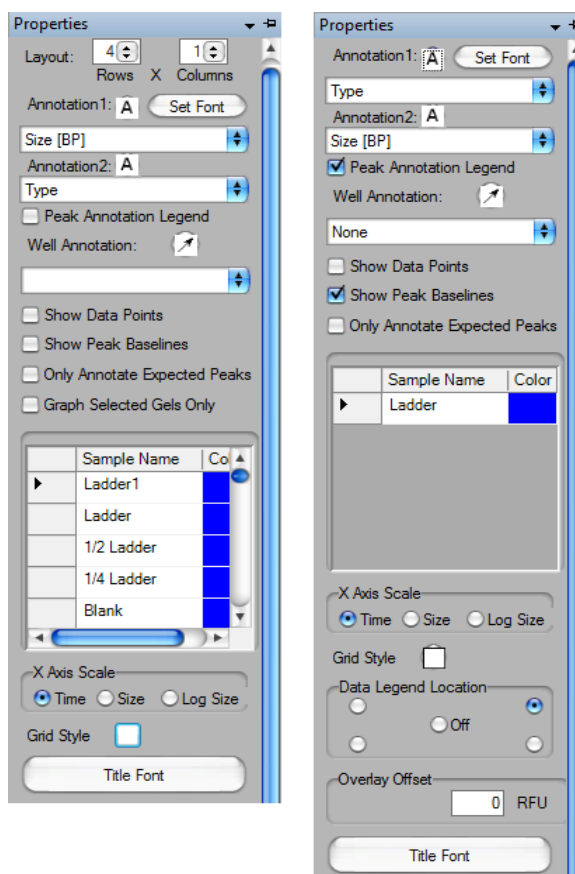 Properties
Layout: 4 1
Rows X Columns
Annotation1: A Set Font
Size [BP]
Annotation2: A
Type
Peak Annotation Legend
Well Annotation:
Show Data Points
Show Peak Baselines
Only Annotate Expected Peaks
Graph Selected Gels Only
Sample Name Co
Ladder1
Ladder
1/2 Ladder
1/4 Ladder
Blank
X Axis Scale
Time Size Log Size
Grid Style
Title Font
Properties
Annotation1: A Set Font
Type
Annotation2: A
Size [BP]
Peak Annotation Legend
Well Annotation:
None
Show Data Points
Show Peak Baselines
Only Annotate Expected Peaks
Sample Name Color
Ladder
X Axis Scale
Time Size Log Size
Grid Style
Data Legend Location
Off
Overlay Offset
0 RFU
Title Font